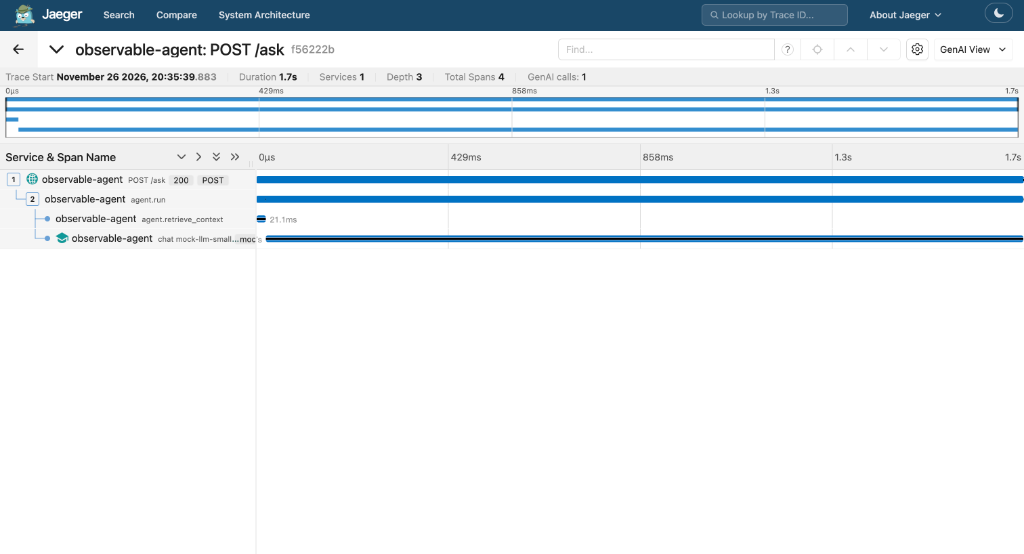 Jaeger Search Compare System Architecture Lookup by Trace ID... About Jaeger
observable-agent: POST /ask f56222b Find... ? GenAI View
Trace Start November 26 2026, 20:35:39.883 Duration 1.7s Services 1 Depth 3 Total Spans 4 GenAI calls: 1
0μs 429ms 858ms 1.3s 1.7s
Service & Span Name 0μs 429ms 858ms 1.3s 1.7s
1 observable-agent POST /ask 200 POST
2 observable-agent agent.run
observable-agent agent.retrieve_context 21.1ms
observable-agent chat mock-llm-small... moc s